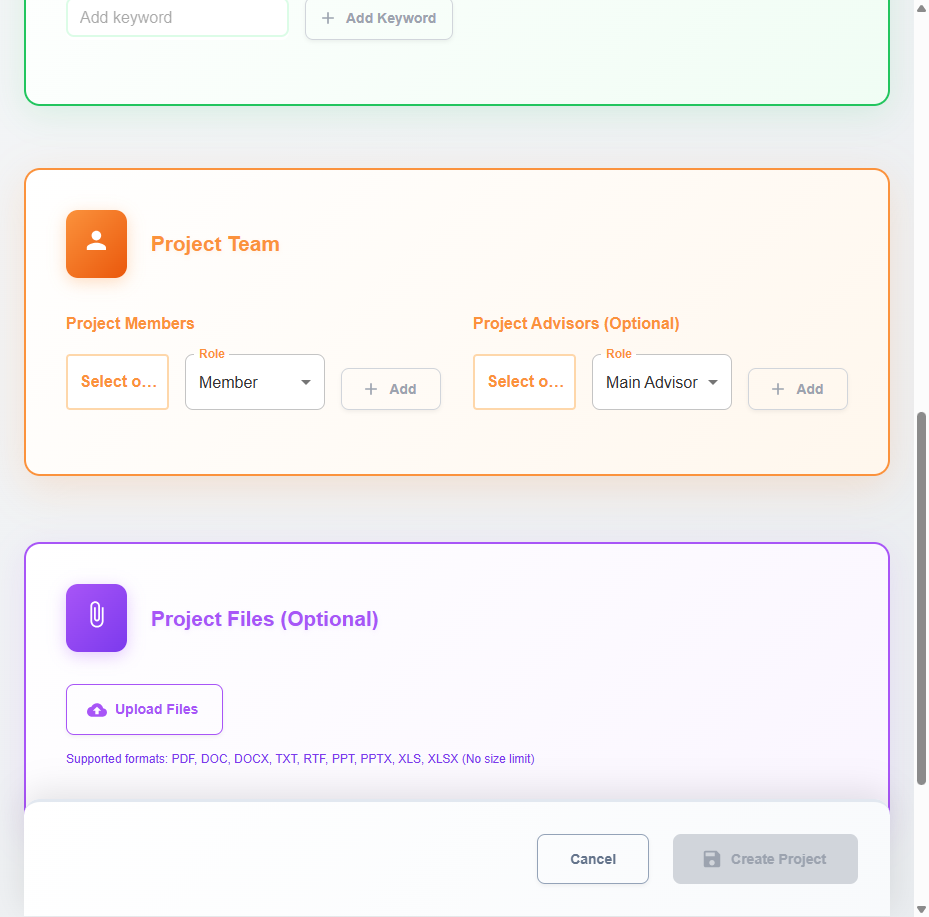 Add keyword
Add Keyword
Project Team
Project Members
Project Advisors (Optional)
Select o...
Role
Member
Add
Select o...
Role
Main Advisor
Add
Project Files (Optional)
Upload Files
Supported formats: PDF, DOC, DOCX, TXT, RTF, PPT, PPTX, XLS, XLSX (No size limit)
Cancel
Create Project